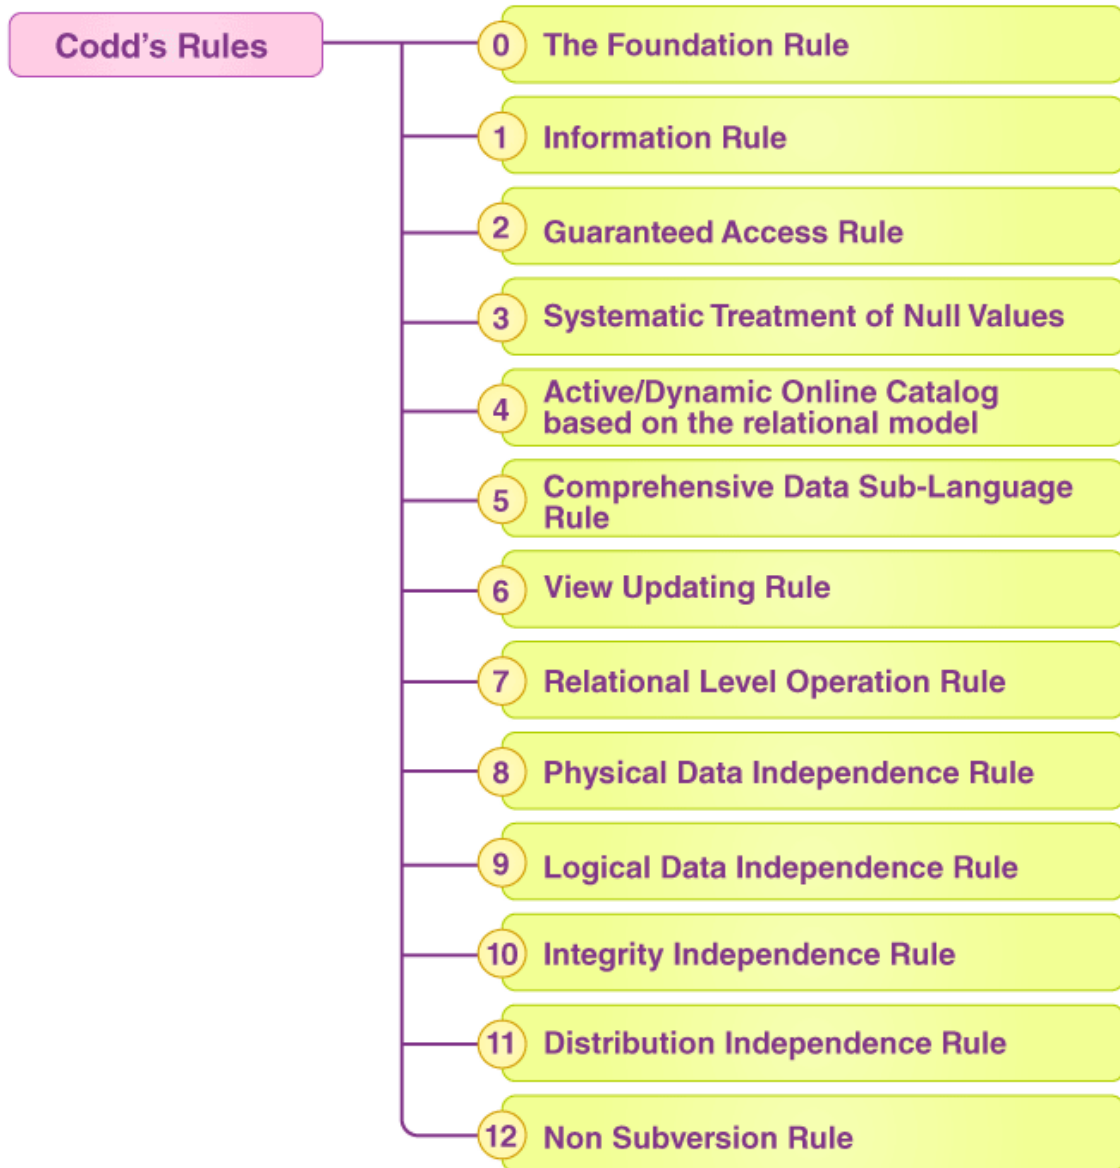 Codd's Rules
0 The Foundation Rule
1 Information Rule
2 Guaranteed Access Rule
3 Systematic Treatment of Null Values
4 Active/Dynamic Online Catalog
based on the relational model
5 Comprehensive Data Sub-Language
Rule
6 View Updating Rule
7 Relational Level Operation Rule
8 Physical Data Independence Rule
9 Logical Data Independence Rule
10 Integrity Independence Rule
11 Distribution Independence Rule
12 Non Subversion Rule